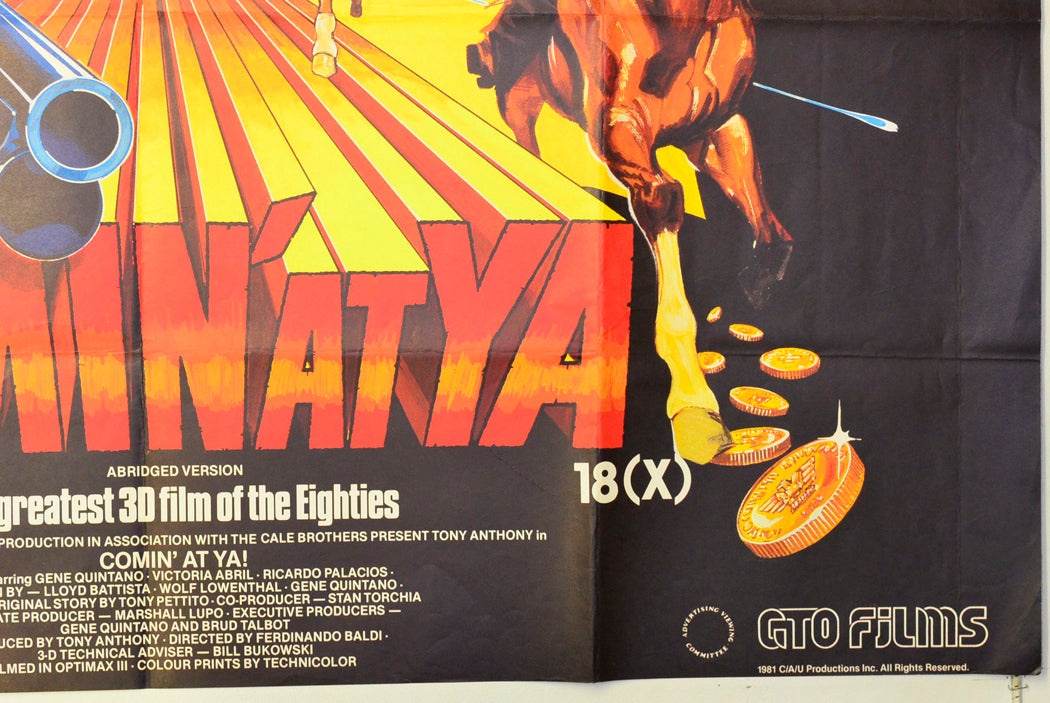 MIN'AT YA
ABRIDGED VERSION
greatest 3D film of the Eighties
18 (X)
PRODUCTION IN ASSOCIATION WITH THE CALE BROTHERS PRESENT TONY ANTHONY in
COMIN' AT YA!
arring GENE QUINTANO · VICTORIA ABRIL · RICARDO PALACIOS ·
BY — LLOYD BATTISTA · WOLF LOWENTHAL · GENE QUINTANO ·
RIGINAL STORY BY TONY PETTITO · CO-PRODUCER — STAN TORCHIA
ATE PRODUCER — MARSHALL LUPO · EXECUTIVE PRODUCERS —
GENE QUINTANO AND BRUD TALBOT
UCED BY TONY ANTHONY · DIRECTED BY FERDINANDO BALDI ·
3-D TECHNICAL ADVISER — BILL BUKOWSKI
LMED IN OPTIMAX III · COLOUR PRINTS BY TECHNICOLOR
ADVERTISING VIEWING COMMITTEE
GTO FILMS
1981 C/A/U Productions Inc. All Rights Reserved.